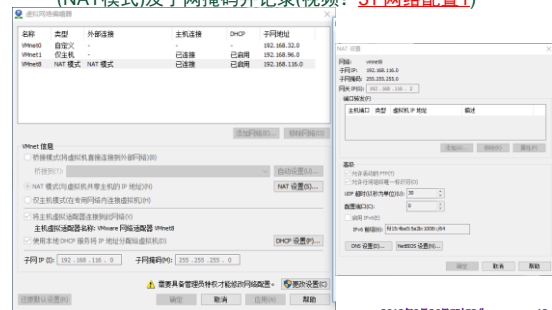 (NAT模式)及子网掩码并记录(视频: 31 网络配置1)
虚拟网络编辑器
名称 类型 外部连接 主机连接 DHCP 子网地址
VMnet0 自定义 - - - 192.168.32.0
VMnet1 仅主机... - 已连接 已启用 192.168.96.0
VMnet8 NAT 模式 NAT 模式 已连接 已启用 192.168.116.0
添加网络(E)... 移除网络(O)
VMnet 信息
桥接模式(将虚拟机直接连接到外部网络)(B)
桥接到(T): 自动设置(U)...
NAT 模式(与虚拟机共享主机的 IP 地址)(N) NAT 设置(S)...
仅主机模式(在专用网络内连接虚拟机)(H)
将主机虚拟适配器连接到此网络(V)
主机虚拟适配器名称: VMware 网络适配器 VMnet8
使用本地 DHCP 服务将 IP 地址分配给虚拟机(D) DHCP 设置(P)...
子网 IP (I): 192 . 168 . 116 . 0 子网掩码(M): 255 . 255 . 255 . 0
需要具备管理员特权才能修改网络配置。 更改设置(C)
还原默认设置(R) 确定 取消 应用(A) 帮助
NAT 设置
网络: vmnet8
子网 IP: 192.168.116.0
子网掩码: 255.255.255.0
网关 IP(G): 192 . 168 . 116 . 2
端口转发(F)
主机端口 类型 虚拟机 IP 地址 描述
添加(A)... 移除(R) 属性(P)
高级
允许活动的 FTP(T)
允许任何组织唯一标识符(O)
UDP 超时(以秒为单位)(U): 30
配置端口(C): 0
启用 IPv6(E)
DNS 设置(D)... NetBIOS 设置(N)...
确定 取消 帮助